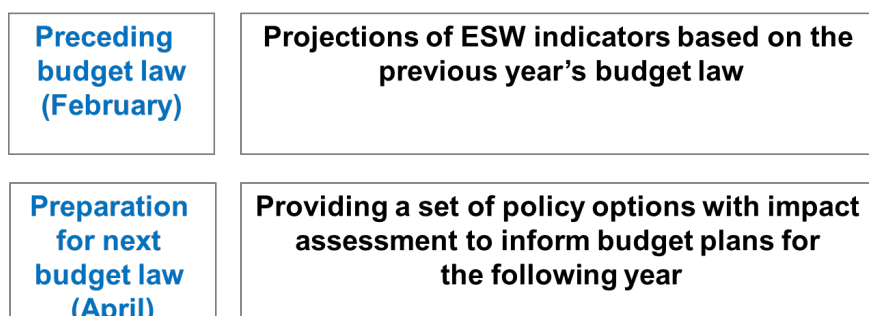 Preceding
budget law
(February)
Projections of ESW indicators based on the
previous year's budget law
Preparation
for next
budget law
(April)
Providing a set of policy options with impact
assessment to inform budget plans for
the following year